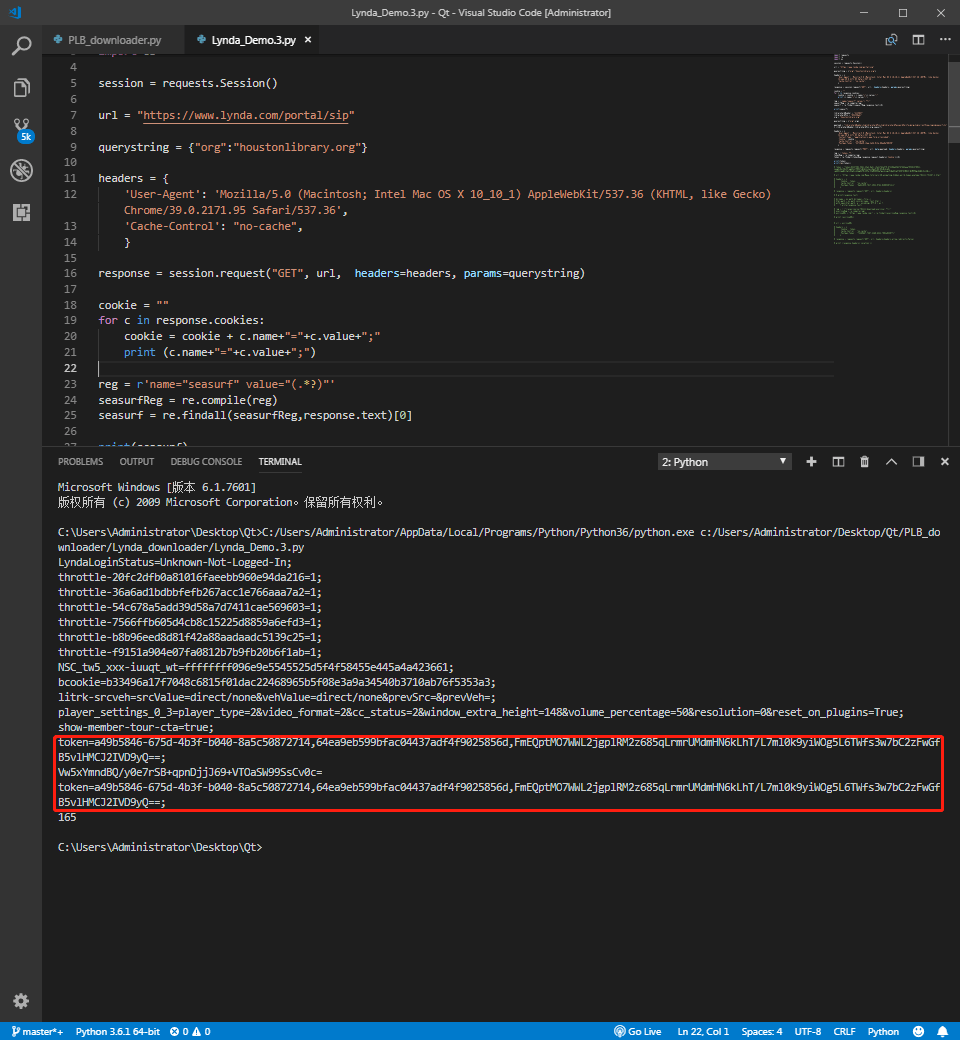 Lynda_Demo.3.py - Qt - Visual Studio Code [Administrator]
PLB_downloader.py
Lynda_Demo.3.py
4
5 session = requests.Session()
6
7 url = "https://www.lynda.com/portal/sip"
8
9 querystring = {"org":"houstonlibrary.org"}
10
11 headers = {
12 'User-Agent': 'Mozilla/5.0 (Macintosh; Intel Mac OS X 10_10_1) AppleWebKit/537.36 (KHTML, like Gecko)
Chrome/39.0.2171.95 Safari/537.36',
13 'Cache-Control': "no-cache",
14 }
15
16 response = session.request("GET", url,  headers=headers, params=querystring)
17
18 cookie = ""
19 for c in response.cookies:
20 cookie = cookie + c.name+"="+c.value+";"
21 print (c.name+"="+c.value+";")
22
23 reg = r'name="seasurf" value="(.*?)"'
24 seasurfReg = re.compile(reg)
25 seasurf = re.findall(seasurfReg,response.text)[0]
26
27 print(seasurf)
5k
PROBLEMS OUTPUT DEBUG CONSOLE TERMINAL
2: Python
Microsoft Windows [版本 6.1.7601]
版权所有 (c) 2009 Microsoft Corporation。保留所有权利。
C:\Users\Administrator\Desktop\Qt>C:/Users/Administrator/AppData/Local/Programs/Python/Python36/python.exe c:/Users/Administrator/Desktop/Qt/PLB_do
wnloader/Lynda_downloader/Lynda_Demo.3.py
LyndaLoginStatus=Unknown-Not-Logged-In;
throttle-20fc2dfb0a81016faeebb960e94da216=1;
throttle-36a6ad1bdbbfefb267acc1e766aaa7a2=1;
throttle-54c678a5add39d58a7d7411cae569603=1;
throttle-7566ffb605d4cb8c15225d8859a6efd3=1;
throttle-b8b96eed8d81f42a88aadaadc5139c25=1;
throttle-f9151a904e07fa0812b7b9fb20b6f1ab=1;
NSC_tw5_xxx-iuuqt_wt=ffffffff096e9e5545525d5f4f58455e445a4a423661;
bcookie=b33496a17f7048c6815f01dac22468965b5f08e3a9a34540b3710ab76f5353a3;
litrk-srcveh=srcValue=direct/none&vehValue=direct/none&prevSrc=&prevVeh=;
player_settings_0_3=player_type=2&video_format=2&cc_status=2&window_extra_height=148&volume_percentage=50&resolution=0&reset_on_plugins=True;
show-member-tour-cta=true;
token=a49b5846-675d-4b3f-b040-8a5c50872714,64ea9eb599bfac04437adf4f9025856d,FmEQptMO7WWL2jgplRM2z685qLrmrUMdmHN6kLhT/L7ml0k9yiWOg5L6TWfs3w7bC2zFwGf
B5vlHMCJ2IVD9yQ==;
Vw5xYmndBQ/y0e7rSB+qpnDjjJ69+VTOaSW99SsCv0c=
token=a49b5846-675d-4b3f-b040-8a5c50872714,64ea9eb599bfac04437adf4f9025856d,FmEQptMO7WWL2jgplRM2z685qLrmrUMdmHN6kLhT/L7ml0k9yiWOg5L6TWfs3w7bC2zFwGf
B5vlHMCJ2IVD9yQ==;
165
C:\Users\Administrator\Desktop\Qt>
master*+ Python 3.6.1 64-bit 0 0 Go Live Ln 22, Col 1 Spaces: 4 UTF-8 CRLF Python